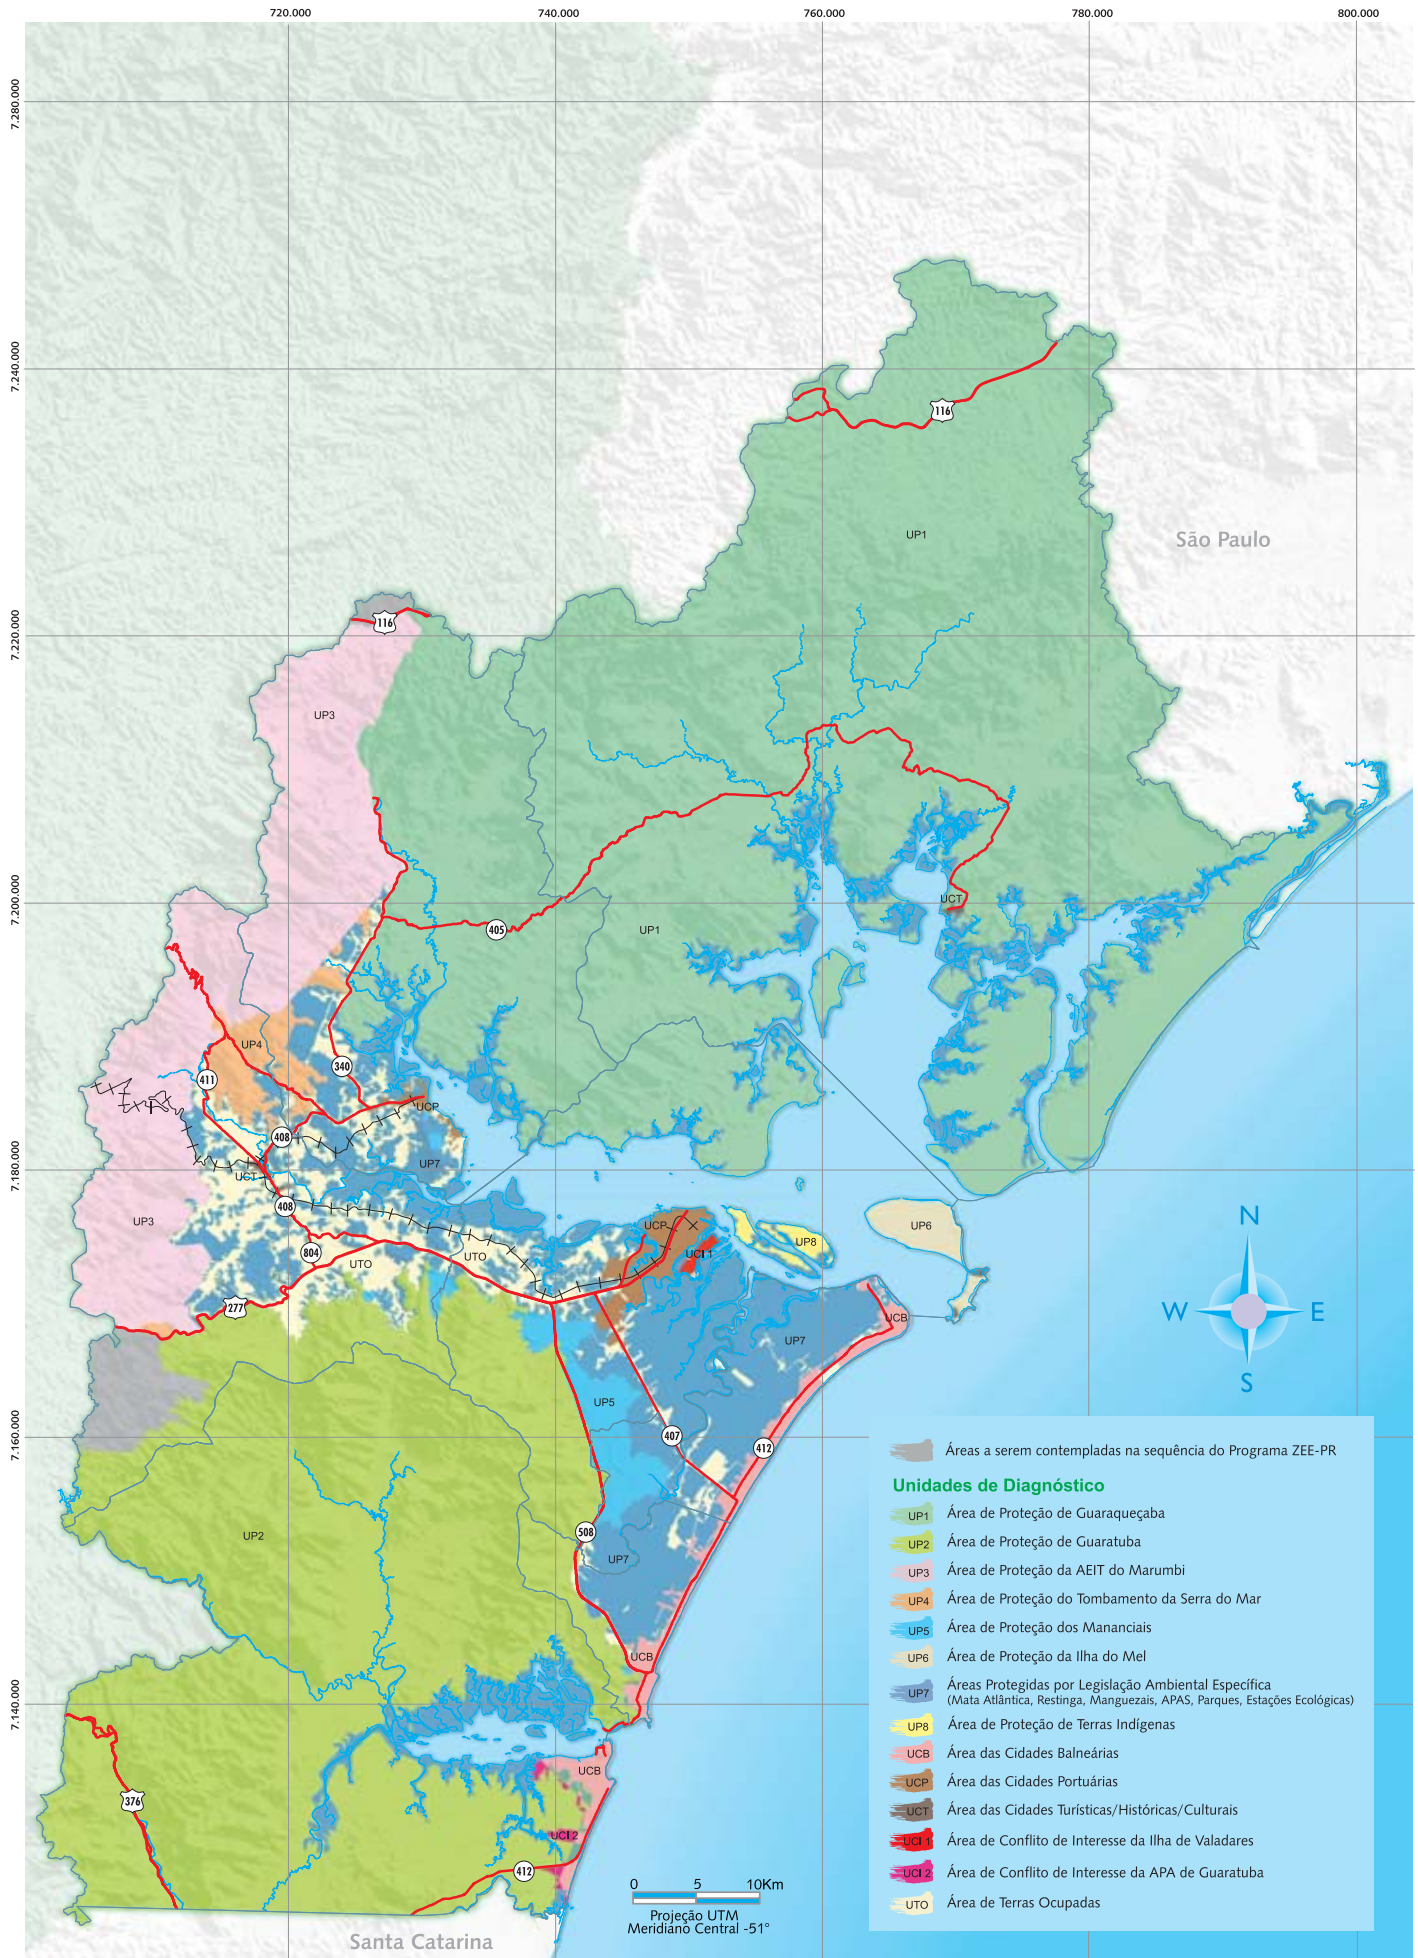 720.000 740.000 760.000 780.000 800.000
7.280.000
7.240.000
116
UP1
São Paulo
7.220.000
116
UP3
7.200.000
UCT
405
UP1
UP4
340
411
UCP
408
UP7
7.180.000
UCT
408
UP3
UCP
UP6
N
804
UTO
UTO
UCI 1
UP8
277
W E
UCB
UP7
S
UP5
7.160.000
407
412
UP2
508
UP7
UCB
7.140.000
UCB
376
UCI 2
412
0 5 10Km
Projeção UTM
Meridiano Central -51°
Santa Catarina
Áreas a serem contempladas na sequência do Programa ZEE-PR
Unidades de Diagnóstico
UP1 Área de Proteção de Guaraqueçaba
UP2 Área de Proteção de Guaratuba
UP3 Área de Proteção da AEIT do Marumbi
UP4 Área de Proteção do Tombamento da Serra do Mar
UP5 Área de Proteção dos Mananciais
UP6 Área de Proteção da Ilha do Mel
UP7 Áreas Protegidas por Legislação Ambiental Específica
(Mata Atlântica, Restinga, Manguezais, APAS, Parques, Estações Ecológicas)
UP8 Área de Proteção de Terras Indígenas
UCB Área das Cidades Balneárias
UCP Área das Cidades Portuárias
UCT Área das Cidades Turísticas/Históricas/Culturais
UCI 1 Área de Conflito de Interesse da Ilha de Valadares
UCI 2 Área de Conflito de Interesse da APA de Guaratuba
UTO Área de Terras Ocupadas